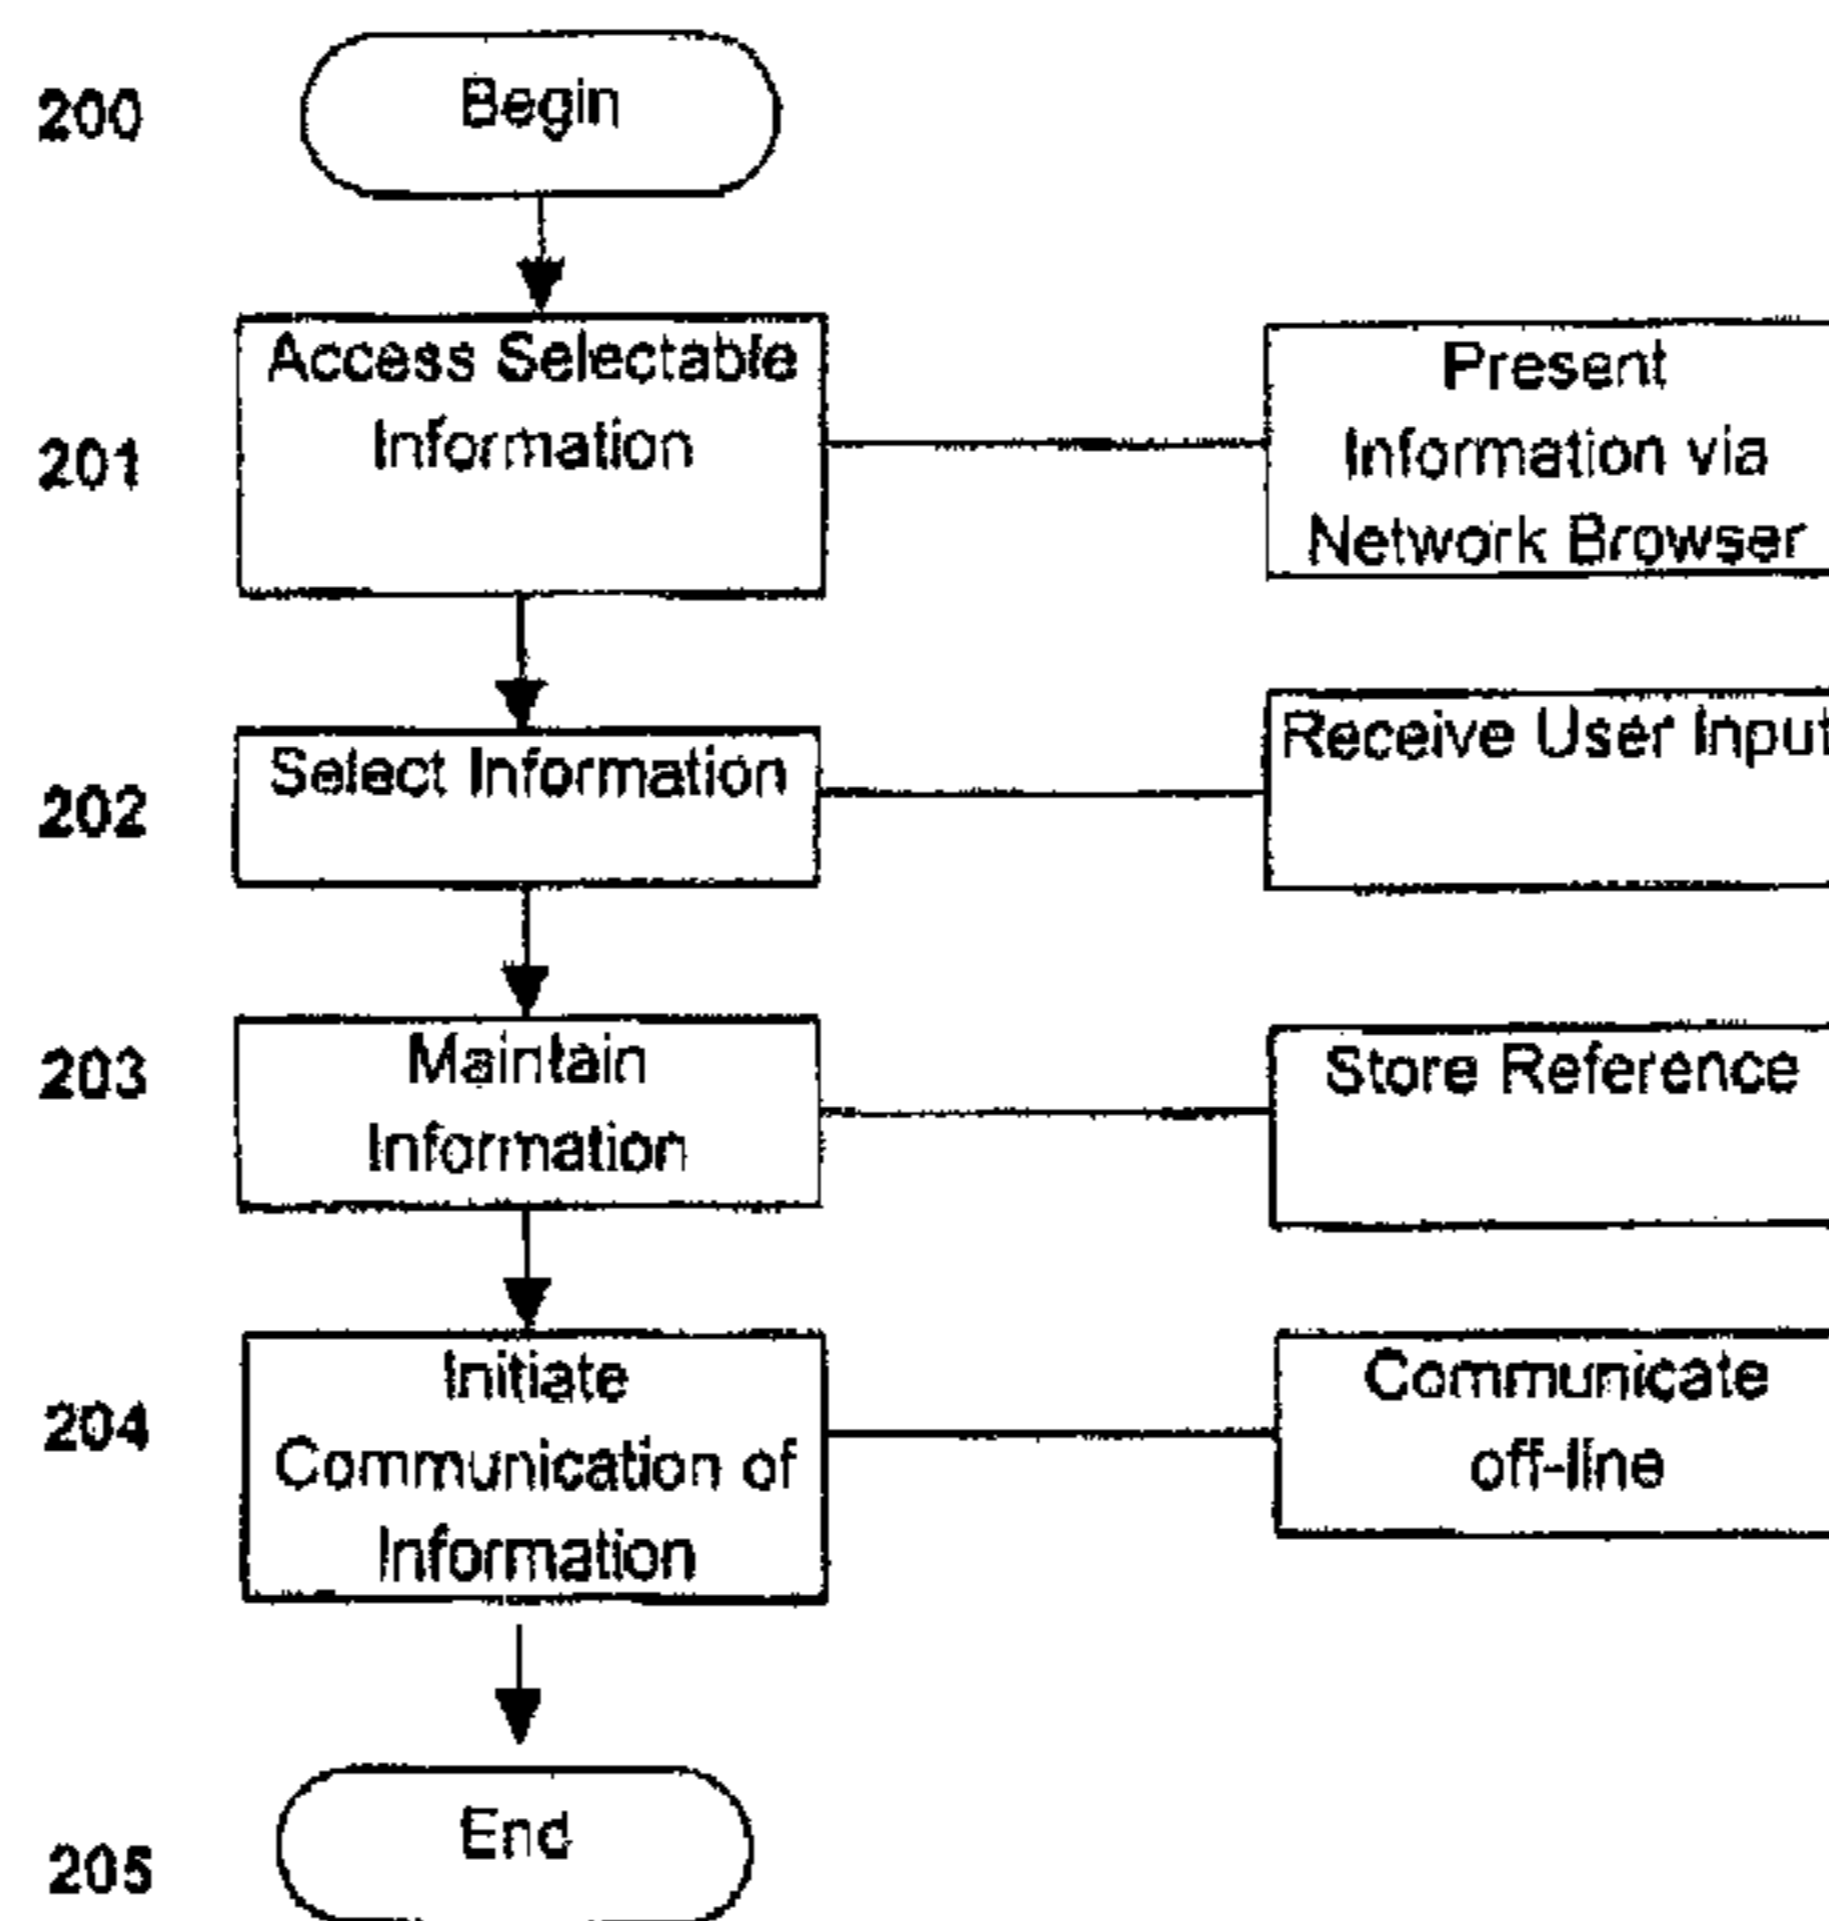 200
Begin
201
Access Selectable
Information
Present
Information via
Network Browser
202
Select Information
Receive User Input
203
Maintain
Information
Store Reference
204
Initiate
Communication of
Information
Communicate
off-line
205
End